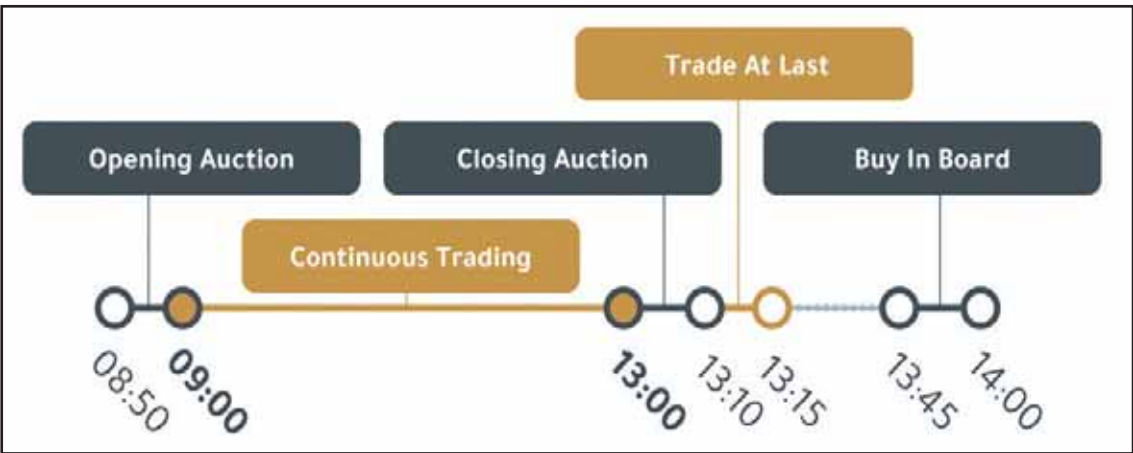 Trade At Last
Opening Auction
Closing Auction
Buy In Board
Continuous Trading
08:50
09:00
13:00
13:10
13:15
13:45
14:00